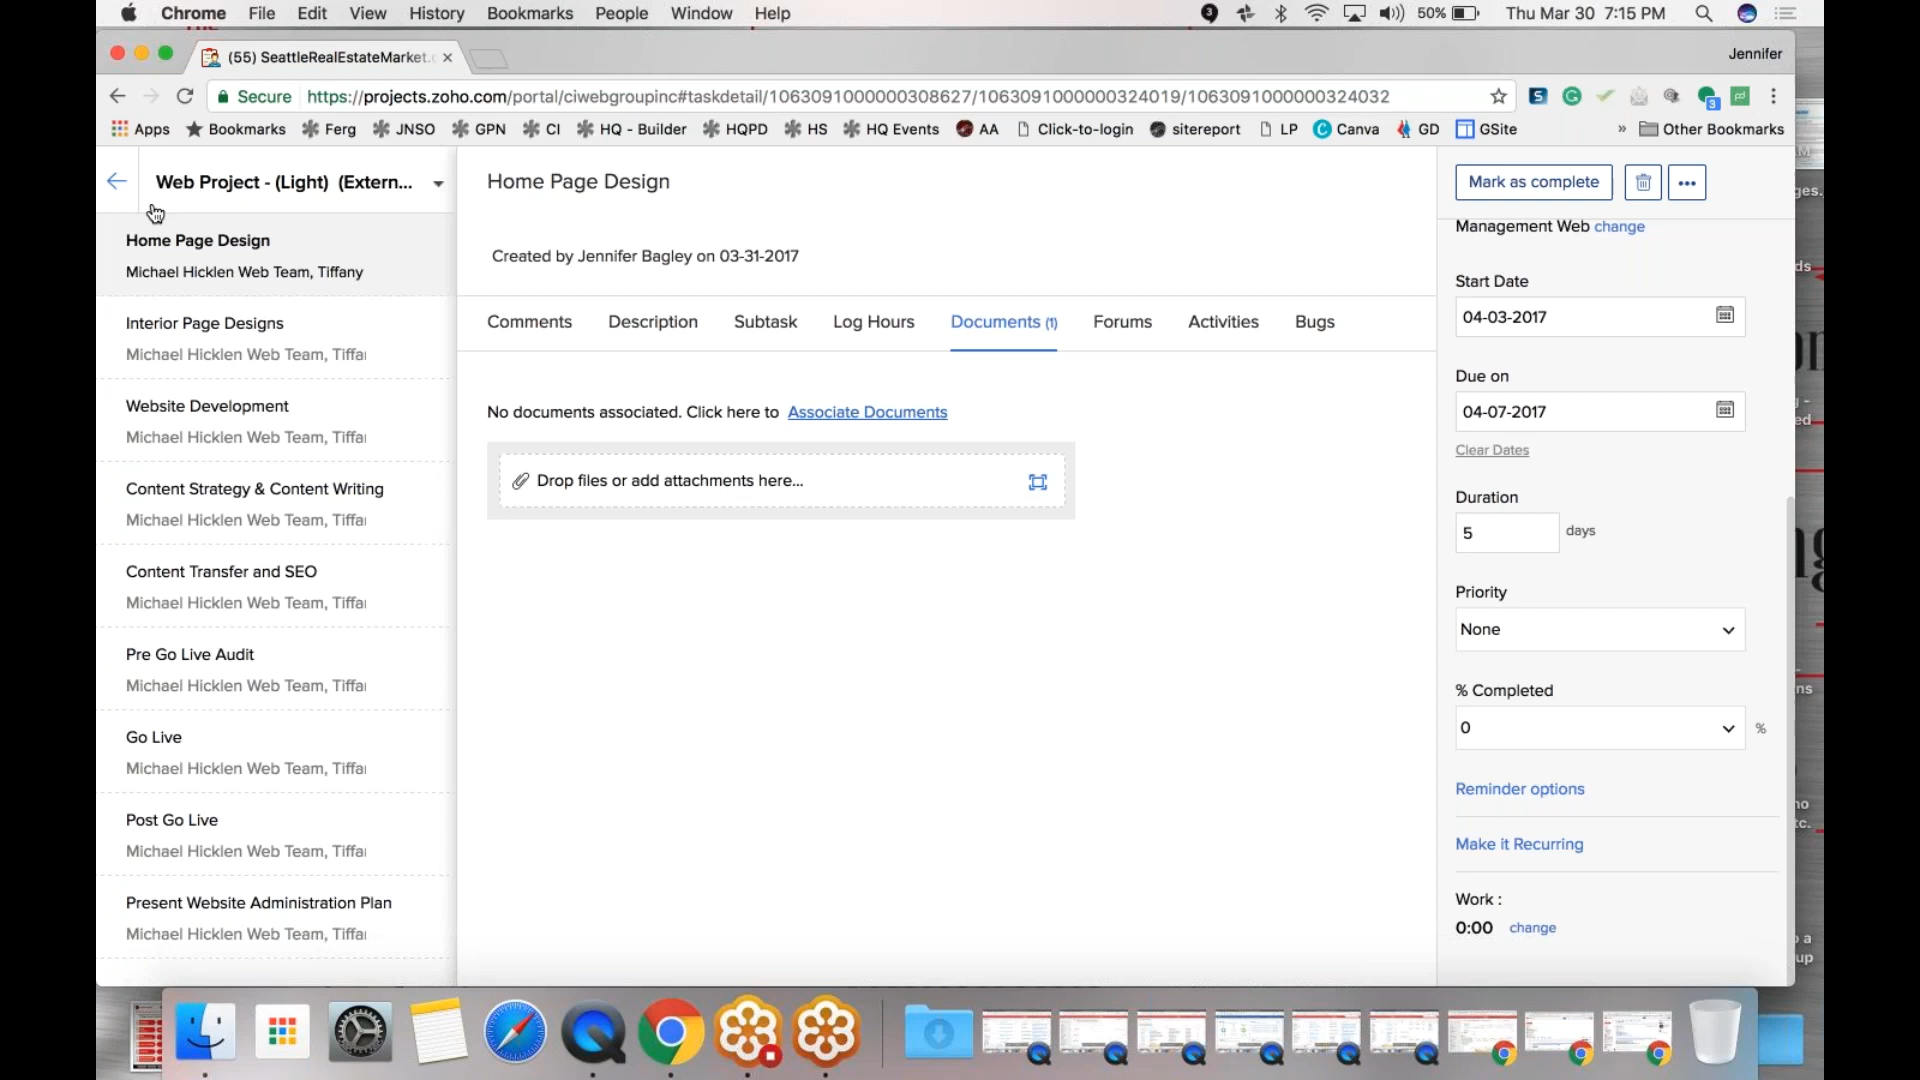 Chrome File Edit View History Bookmarks People Window Help 50% Thu Mar 30 7:15 PM
(55) SeattleRealEstateMarket. Jennifer
Secure https://projects.zoho.com/portal/ciwebgroupinc#taskdetail/1063091000000308627/1063091000000324019/1063091000000324032
Apps Bookmarks Ferg JNSO GPN CI HQ - Builder HQPD HS HQ Events AA Click-to-login sitereport LP Canva GD GSite » Other Bookmarks
Web Project - (Light) (Extern...
Home Page Design
Michael Hicklen Web Team, Tiffany
Interior Page Designs
Michael Hicklen Web Team, Tiffa
Website Development
Michael Hicklen Web Team, Tiffa
Content Strategy & Content Writing
Michael Hicklen Web Team, Tiffa
Content Transfer and SEO
Michael Hicklen Web Team, Tiffa
Pre Go Live Audit
Michael Hicklen Web Team, Tiffa
Go Live
Michael Hicklen Web Team, Tiffa
Post Go Live
Michael Hicklen Web Team, Tiffa
Present Website Administration Plan
Michael Hicklen Web Team, Tiffa
Home Page Design
Created by Jennifer Bagley on 03-31-2017
Comments Description Subtask Log Hours Documents (1) Forums Activities Bugs
No documents associated. Click here to Associate Documents
Drop files or add attachments here...
Mark as complete
Management Web change
Start Date
04-03-2017
Due on
04-07-2017
Clear Dates
Duration
5 days
Priority
None
% Completed
0 %
Reminder options
Make it Recurring
Work :
0:00 change